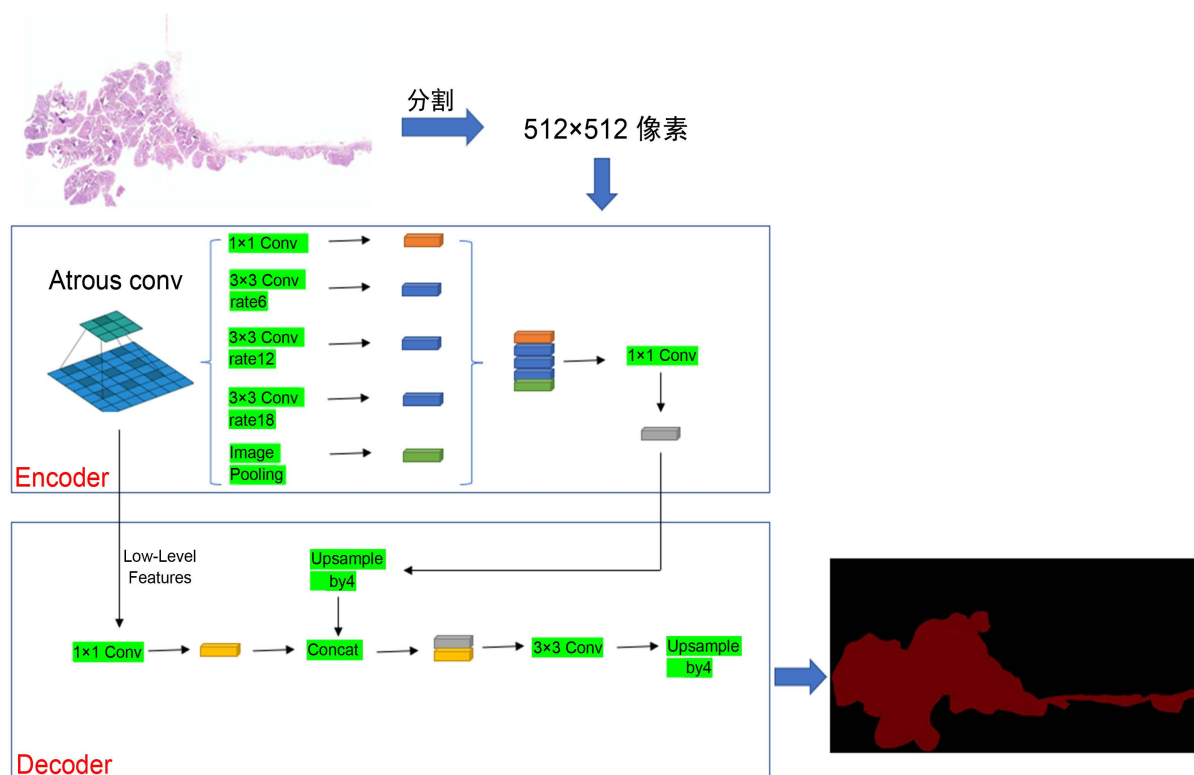 分割
512×512 像素
Atrous conv
1×1 Conv
3×3 Conv
rate6
3×3 Conv
rate12
3×3 Conv
rate18
Image
Pooling
1×1 Conv
Encoder
Low-Level
Features
Upsample
by4
1×1 Conv
Concat
3×3 Conv
Upsample
by4
Decoder